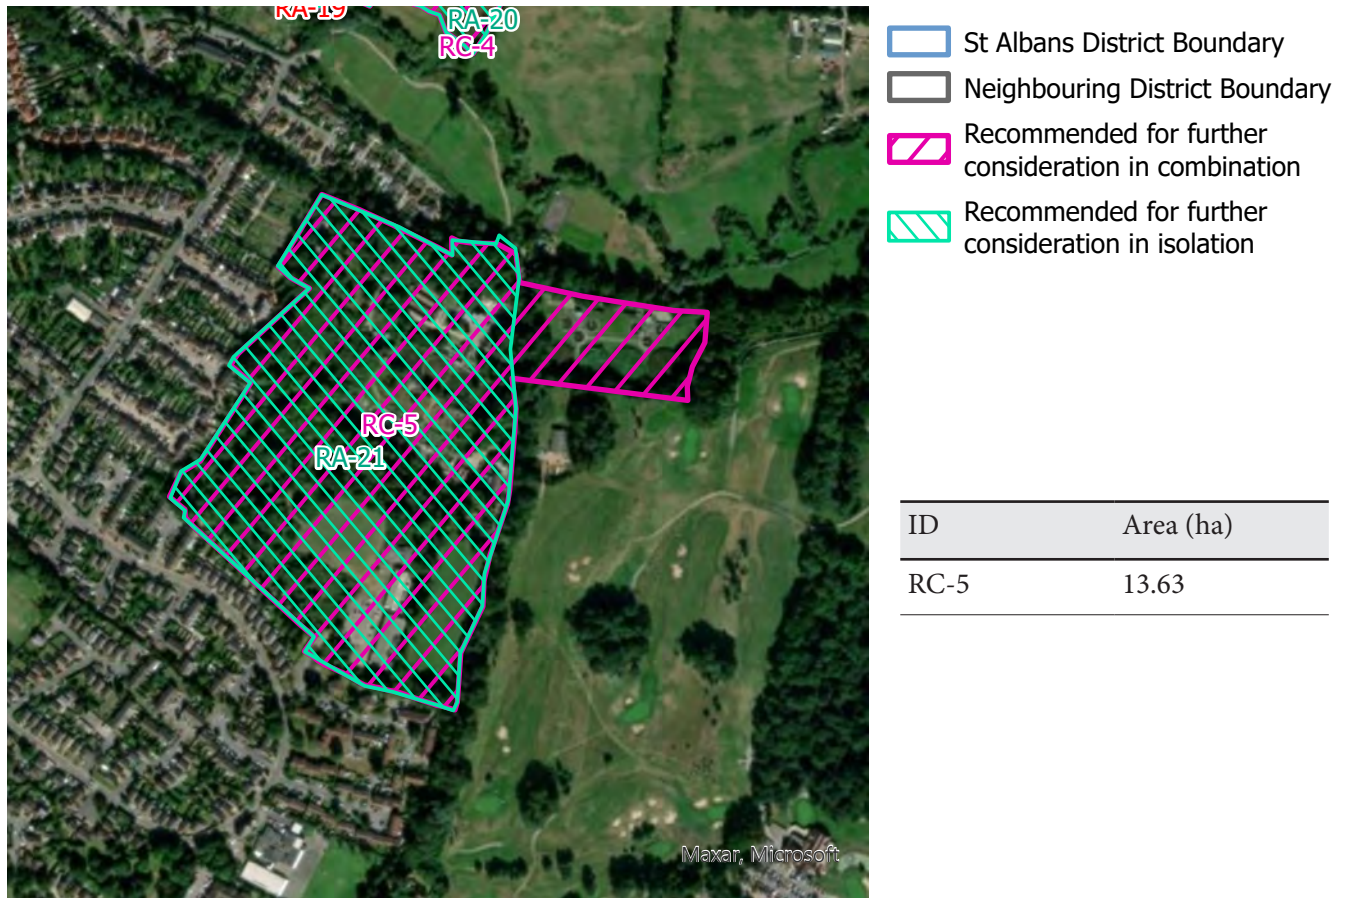 RA-19
RA-20
RC-4
RC-5
RA-21
Maxar, Microsoft
St Albans District Boundary
Neighbouring District Boundary
Recommended for further
consideration in combination
Recommended for further
consideration in isolation
ID Area (ha)
RC-5 13.63